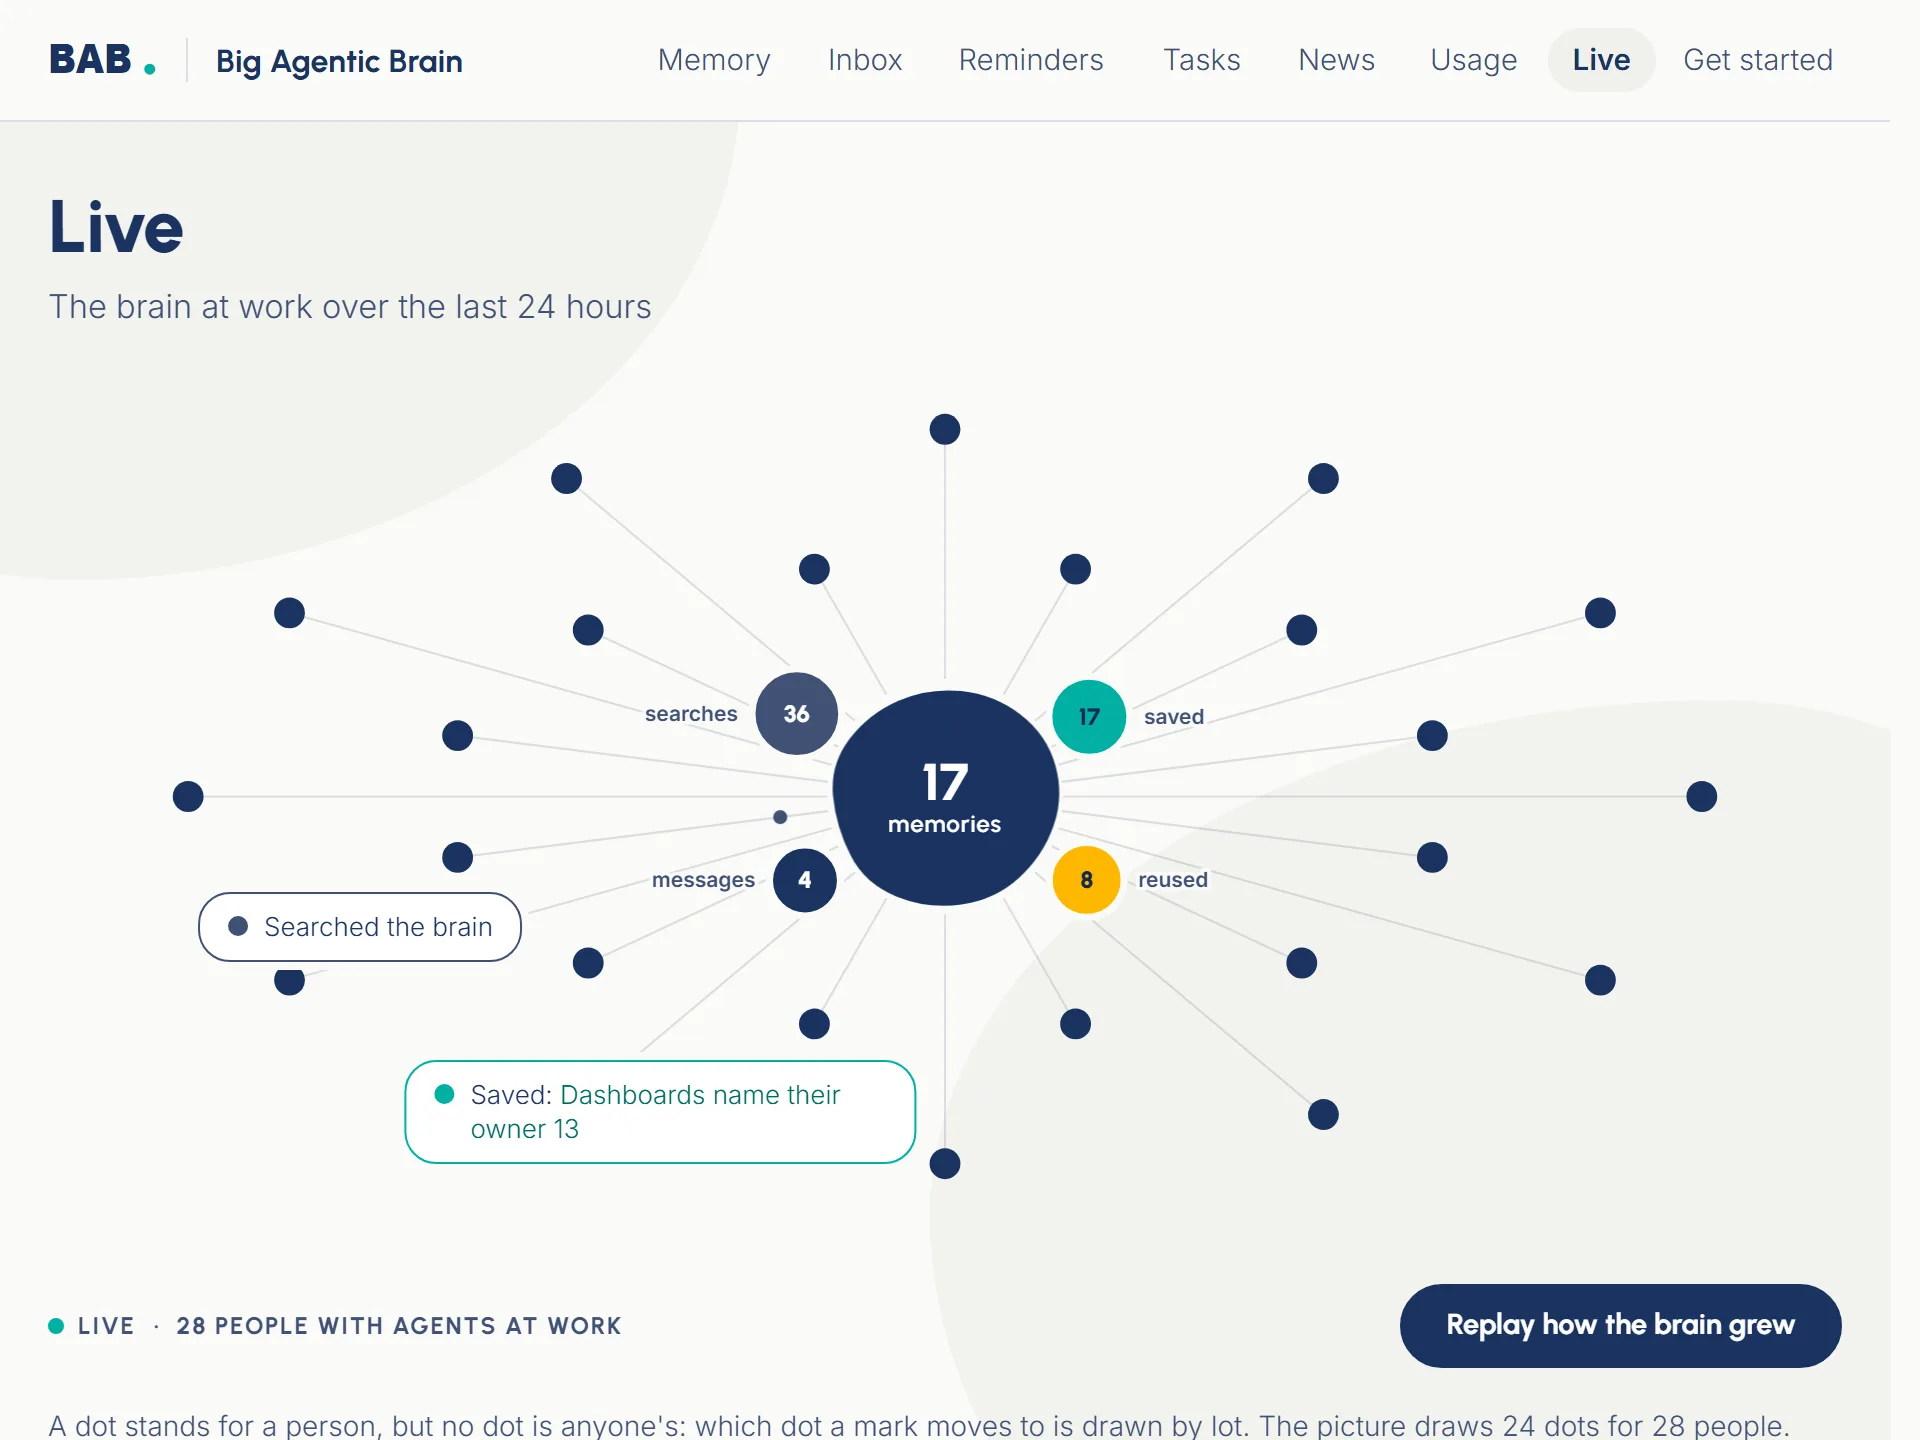 BAB. Big Agentic Brain Memory Inbox Reminders Tasks News Usage Live Get started
Live
The brain at work over the last 24 hours
searches 36
17 saved
17
memories
messages 4
8 reused
Searched the brain
Saved: Dashboards name their
owner 13
LIVE · 28 PEOPLE WITH AGENTS AT WORK
Replay how the brain grew
A dot stands for a person, but no dot is anyone's: which dot a mark moves to is drawn by lot. The picture draws 24 dots for 28 people.